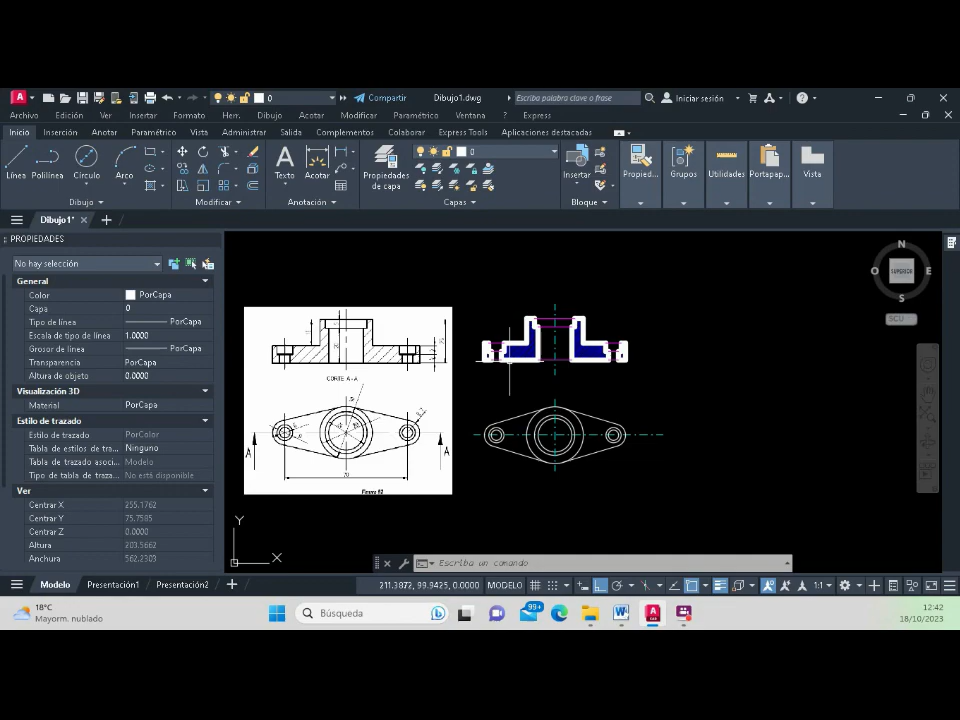 0 Compartir Dibujo1.dwg Escriba palabra clave o frase Iniciar sesión
Archivo Edición Ver Insertar Formato Herr. Dibujo Acotar Modificar Paramétrico Ventana ? Express
Inicio Inserción Anotar Paramétrico Vista Administrar Salida Complementos Colaborar Express Tools Aplicaciones destacadas
0
Línea Polilínea Círculo Arco Texto Acotar Propiedades de capa Insertar Propied... Grupos Utilidades Portapap... Vista
Dibujo Modificar Anotación Capas Bloque
Dibujo1*
PROPIEDADES
No hay selección
General
Color PorCapa
Capa 0
Tipo de línea PorCapa
Escala de tipo de línea 1.0000
Grosor de línea PorCapa
Transparencia PorCapa
Altura de objeto 0.0000
Visualización 3D
Material PorCapa
Estilo de trazado
Estilo de trazado PorColor
Tabla de estilos de tra... Ninguno
Tabla de trazado asoci... Modelo
Tipo de tabla de traza... No está disponible
Ver
Centrar X 255.1762
Centrar Y 75.7585
Centrar Z 0.0000
Altura 203.5662
Anchura 562.2303
N
O SUPERIOR E
S
SCU
CORTE A-A
A A
70
Y
X
Escriba un comando
Modelo Presentación1 Presentación2
211.3872, 99.9425, 0.0000 MODELO 1:1
18°C
Mayorm. nublado
Búsqueda
99+
12:42
18/10/2023